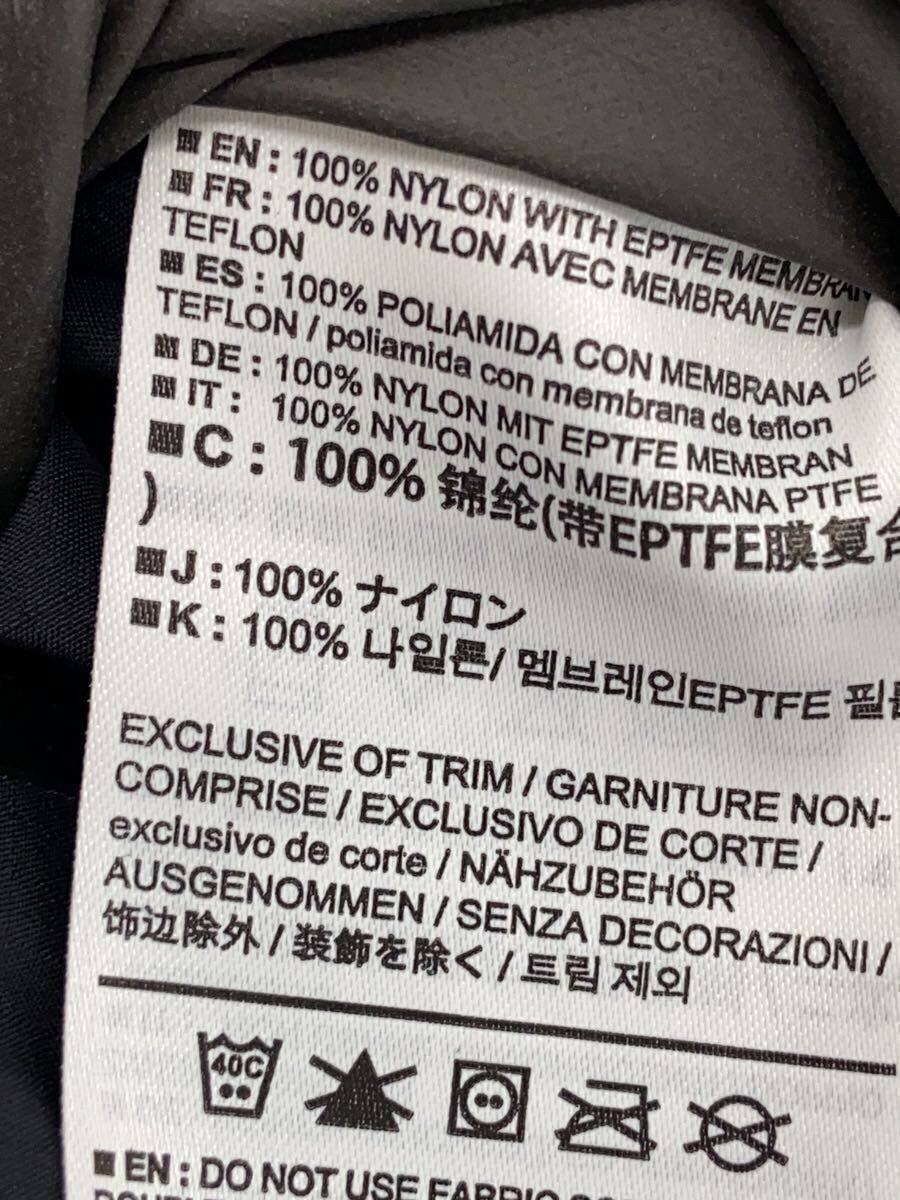 EN : 100% NYLON WITH EPTFE
FR : 100% NYLON AVEC MEMBRANE EN
TEFLON
ES : 100% POLIAMIDA CON MEMBRANA DE
TEFLON / poliamida con membrana de teflon
DE : 100% NYLON MIT EPTFE MEMBRAN
IT : 100% NYLON CON MEMBRANA PTFE
C : 100% 锦纶(带EPTFE膜复合
)
J : 100% ナイロン
K : 100% 나일론/ 멤브레인EPTFE
EXCLUSIVE OF TRIM / GARNITURE NON-
COMPRISE / EXCLUSIVO DE CORTE /
exclusivo de corte / NÄHZUBEHÖR
AUSGENOMMEN / SENZA DECORAZIONI /
饰边除外 / 装飾を除く / 트림 제외
40C
EN : DO NOT USE FABRIC